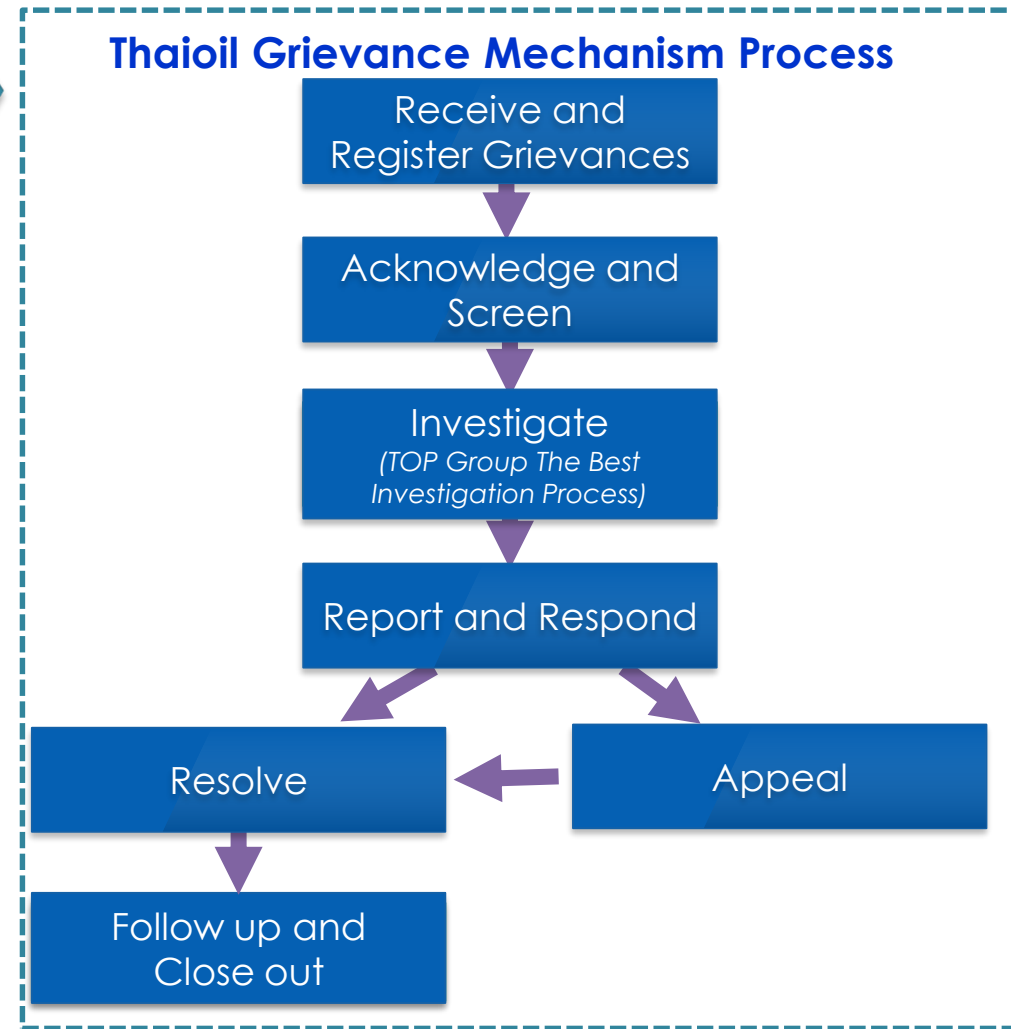 Thaioil Grievance Mechanism Process
Receive and
Register Grievances
Acknowledge and
Screen
Investigate
(TOP Group The Best
Investigation Process)
Report and Respond
Resolve
Appeal
Follow up and
Close out